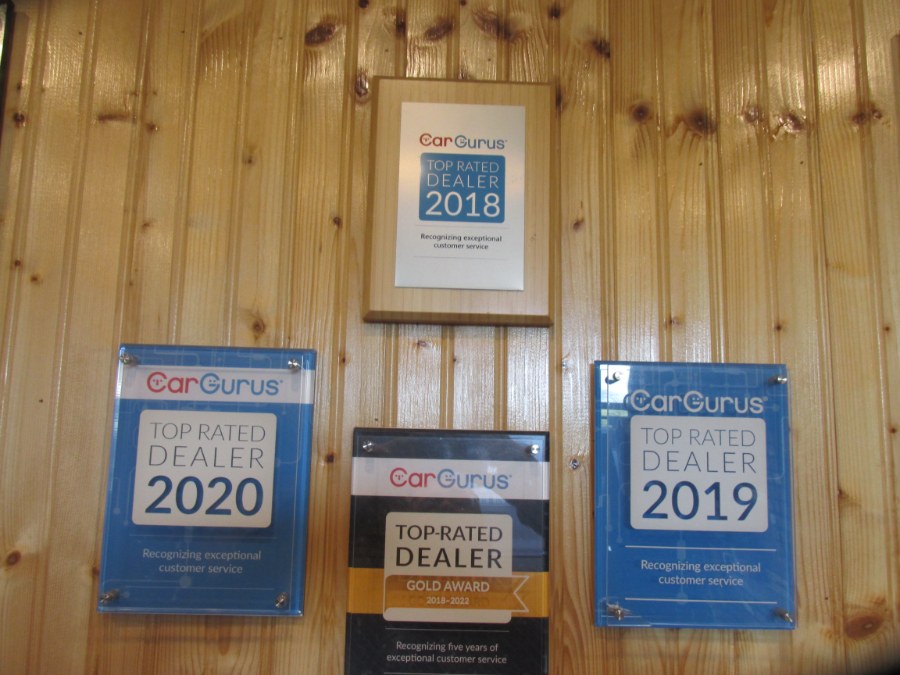 CarGurus
TOP RATED
DEALER
2018
Recognizing exceptional
customer service
CarGurus
TOP RATED
DEALER
2020
Recognizing exceptional
customer service
CarGurus
TOP-RATED
DEALER
GOLD AWARD
2018-2022
Recognizing five years of
exceptional customer service
CarGurus
TOP RATED
DEALER
2019
Recognizing exceptional
customer service